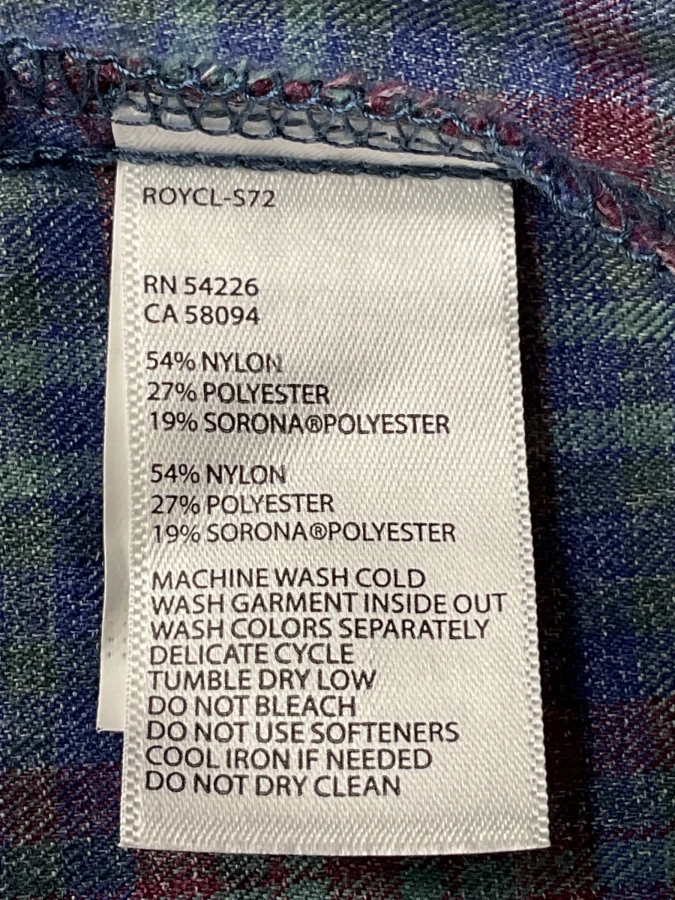 ROYCL-S72
RN 54226
CA 58094
54% NYLON
27% POLYESTER
19% SORONA®POLYESTER
54% NYLON
27% POLYESTER
19% SORONA®POLYESTER
MACHINE WASH COLD
WASH GARMENT INSIDE OUT
WASH COLORS SEPARATELY
DELICATE CYCLE
TUMBLE DRY LOW
DO NOT BLEACH
DO NOT USE SOFTENERS
COOL IRON IF NEEDED
DO NOT DRY CLEAN